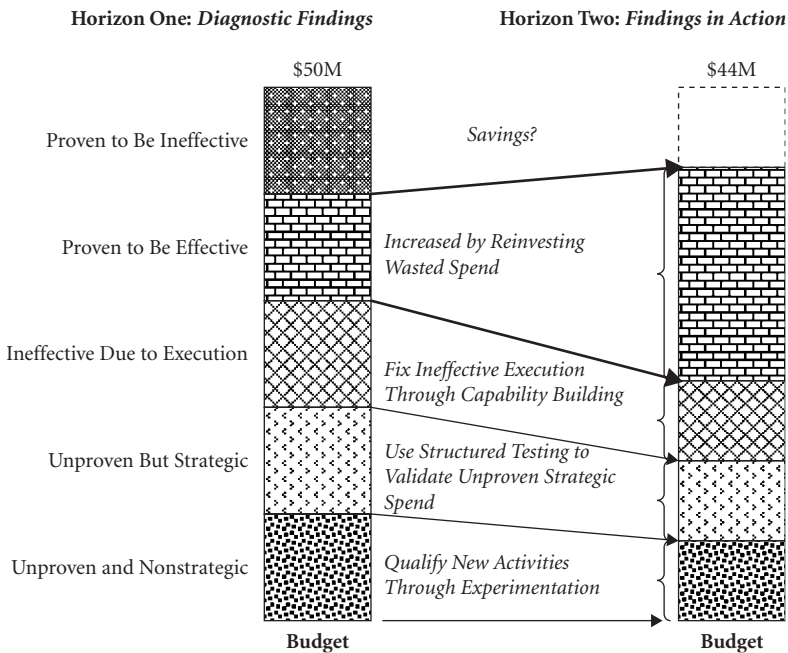 Horizon One: Diagnostic Findings
Horizon Two: Findings in Action
$50M
$44M
Proven to Be Ineffective
Savings?
Proven to Be Effective
Increased by Reinvesting
Wasted Spend
Ineffective Due to Execution
Fix Ineffective Execution
Through Capability Building
Unproven But Strategic
Use Structured Testing to
Validate Unproven Strategic
Spend
Unproven and Nonstrategic
Qualify New Activities
Through Experimentation
Budget
Budget